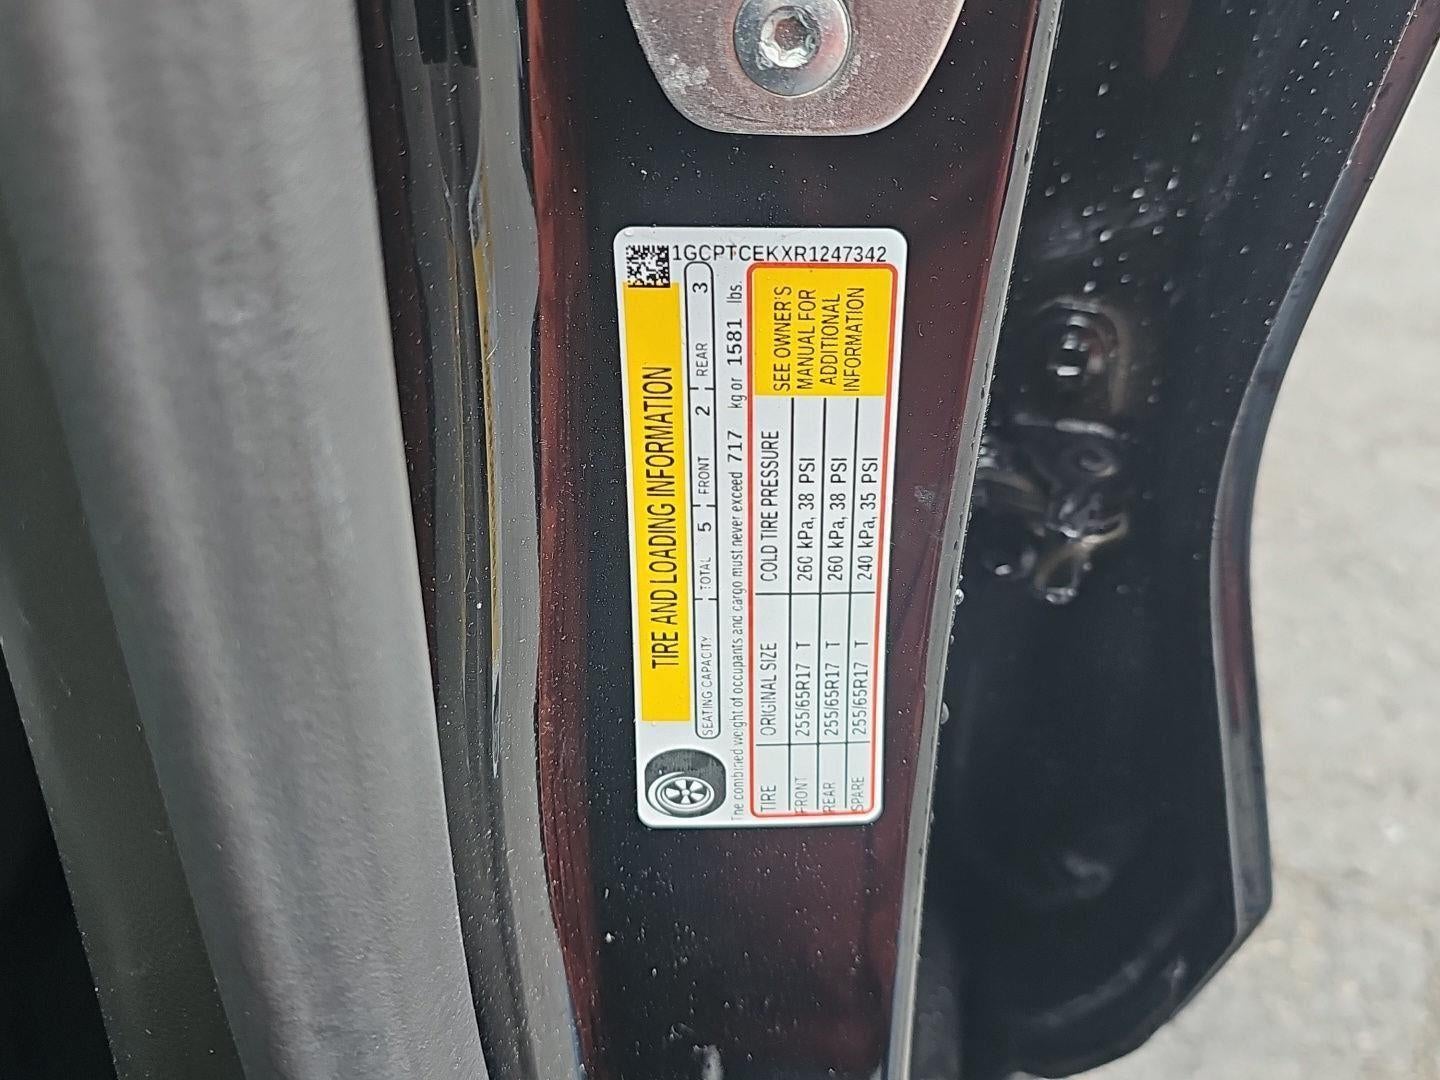 1GCPTCEKXR1247342
TIRE AND LOADING INFORMATION
SEATING CAPACITY TOTAL 5 FRONT 2 REAR 3
The combined weight of occupants and cargo must never exceed 717 kg or 1581 lbs.
TIRE ORIGINAL SIZE COLD TIRE PRESSURE
FRONT 255/65R17 T 260 kPa, 38 PSI
REAR 255/65R17 T 260 kPa, 38 PSI
SPARE 255/65R17 T 240 kPa, 35 PSI
SEE OWNER'S
MANUAL FOR
ADDITIONAL
INFORMATION